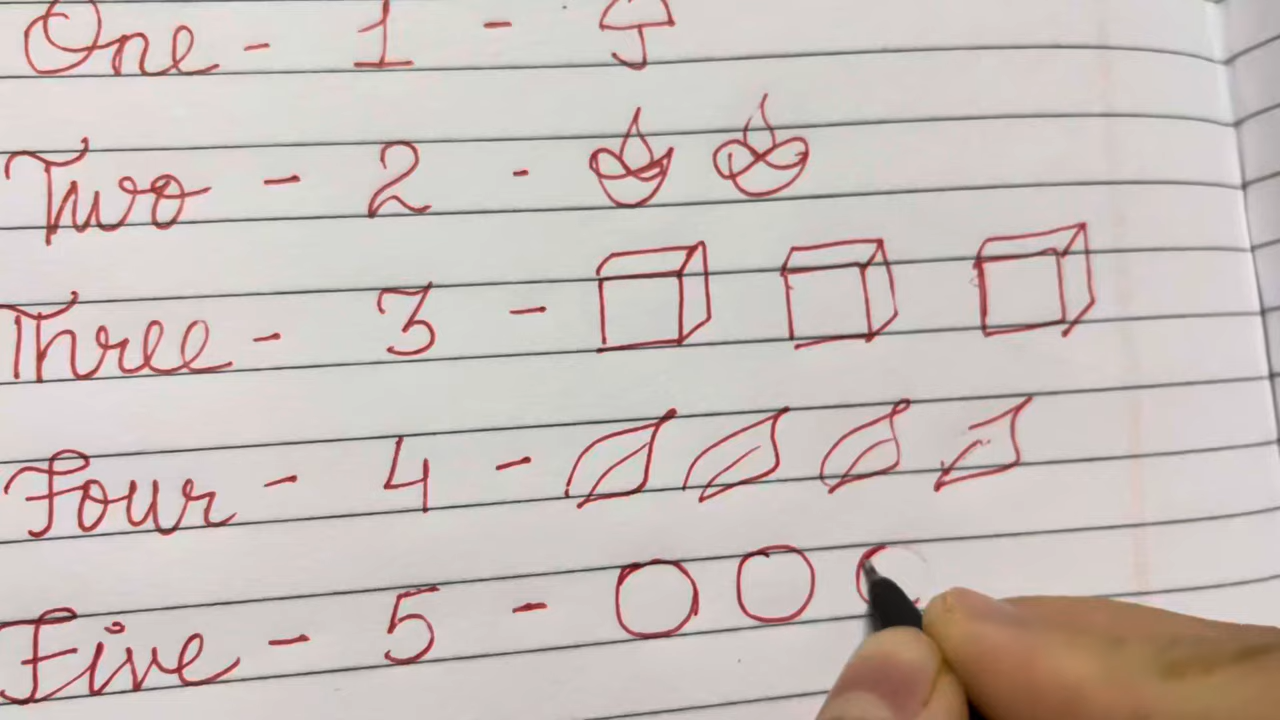 One - 1 -
Two - 2 -
Three - 3 -
Four - 4 -
Five - 5 -